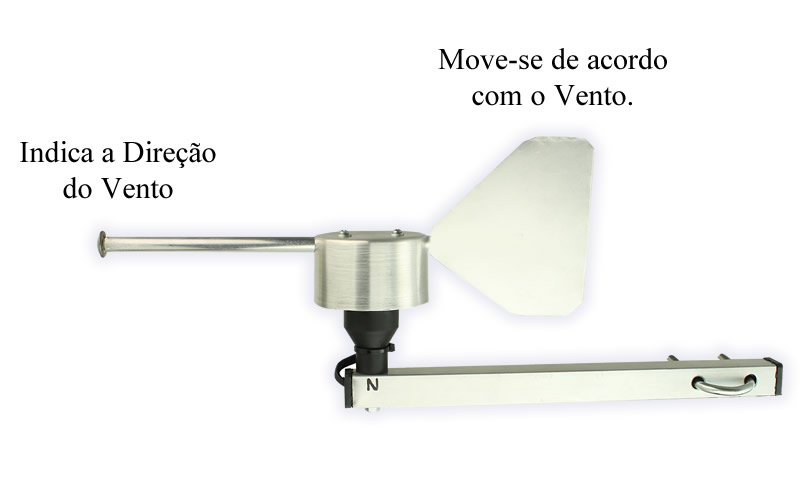 Move-se de acordo
com o Vento.
Indica a Direção
do Vento
N